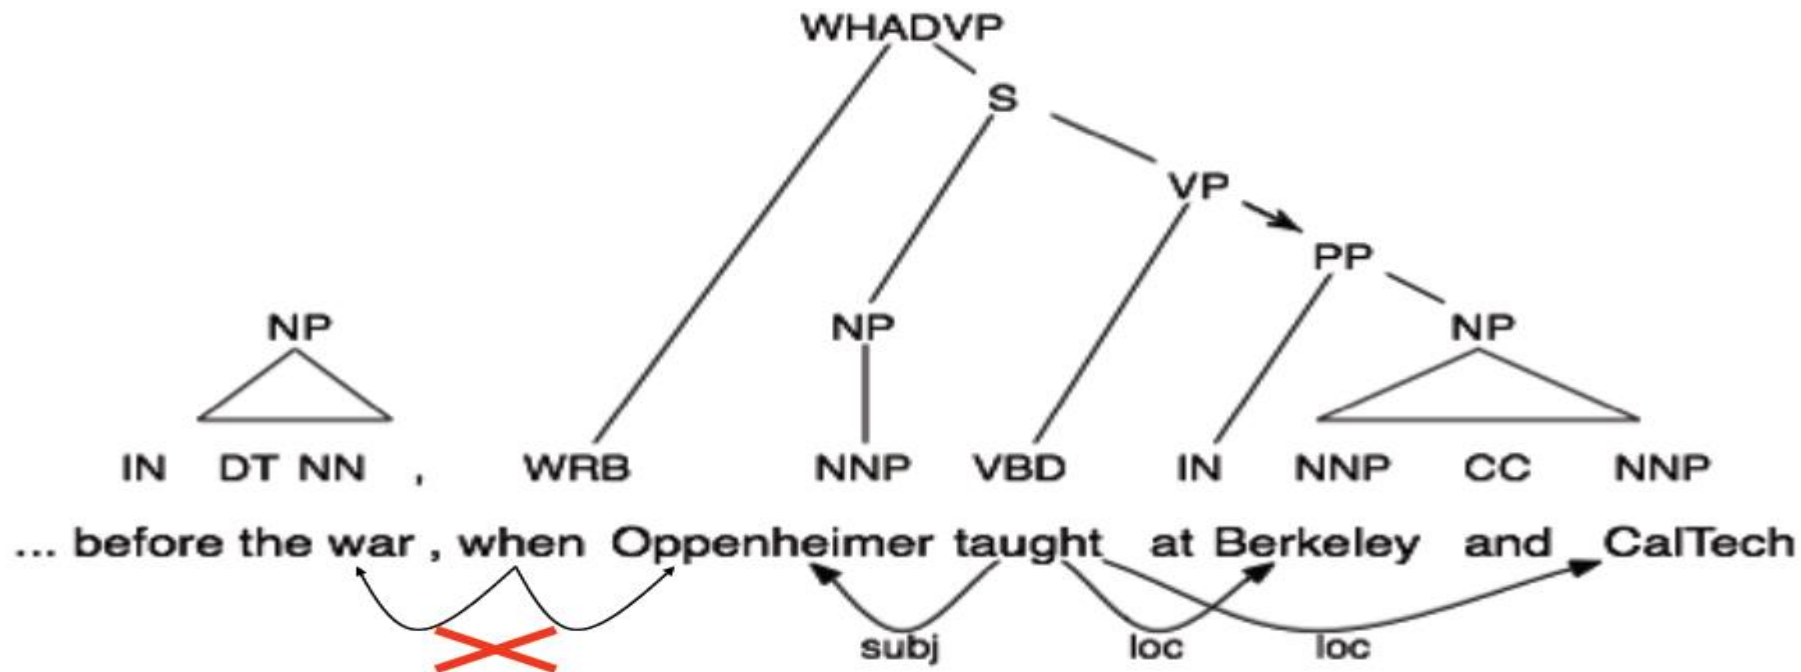 WHADVP
S
VP
PP
NP NP NP
IN DT NN , WRB NNP VBD IN NNP CC NNP
... before the war , when Oppenheimer taught at Berkeley and CalTech
subj loc loc